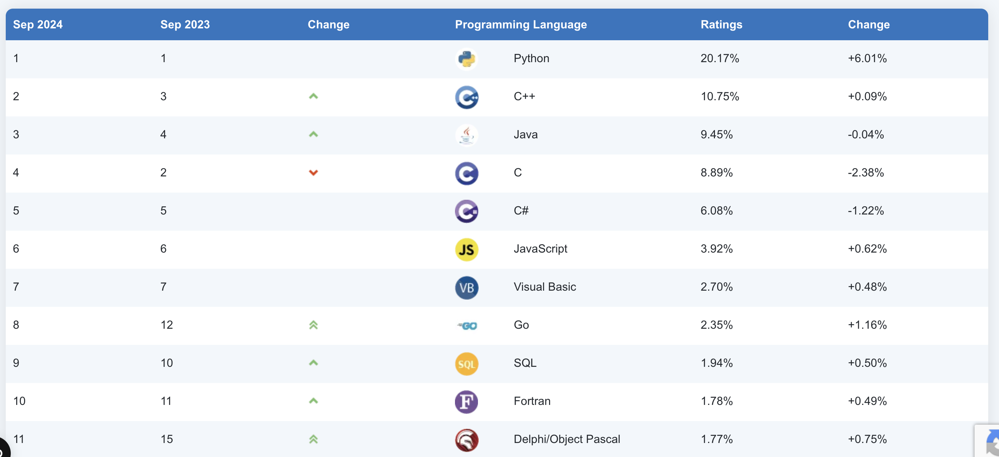 Sep 2024 Sep 2023 Change Programming Language Ratings Change
1 1 Python 20.17% +6.01%
2 3 C++ 10.75% +0.09%
3 4 Java 9.45% -0.04%
4 2 C 8.89% -2.38%
5 5 C# 6.08% -1.22%
6 6 JS JavaScript 3.92% +0.62%
7 7 VB Visual Basic 2.70% +0.48%
8 12 GO Go 2.35% +1.16%
9 10 SQL SQL 1.94% +0.50%
10 11 F Fortran 1.78% +0.49%
11 15 Delphi/Object Pascal 1.77% +0.75%